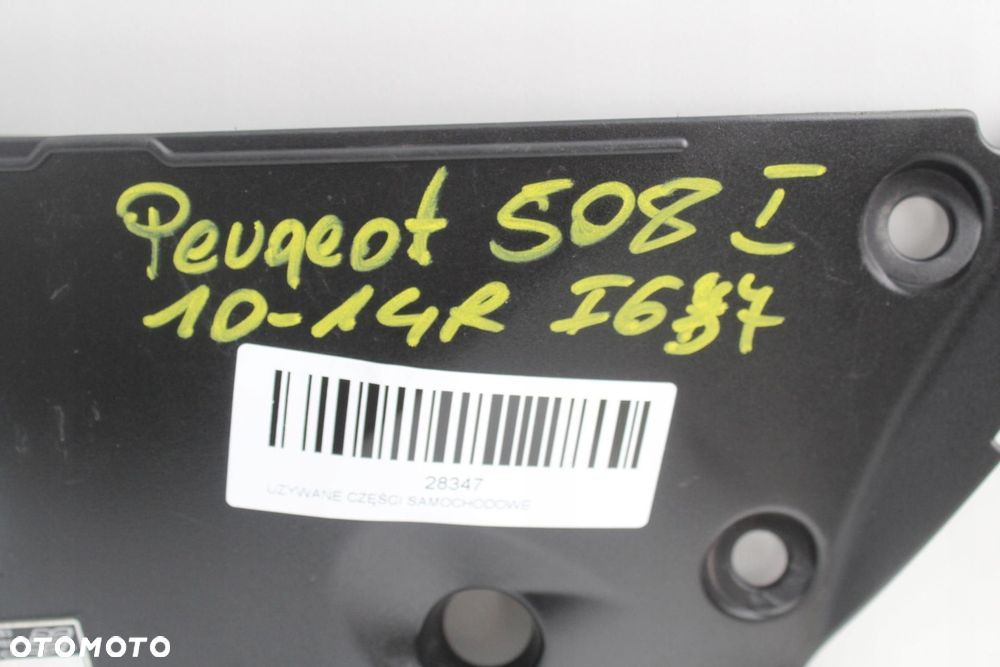 Peugeot 508 I
10-14R
28347
UŻYWANE CZĘŚCI SAMOCHODOWE
OTOMOTO